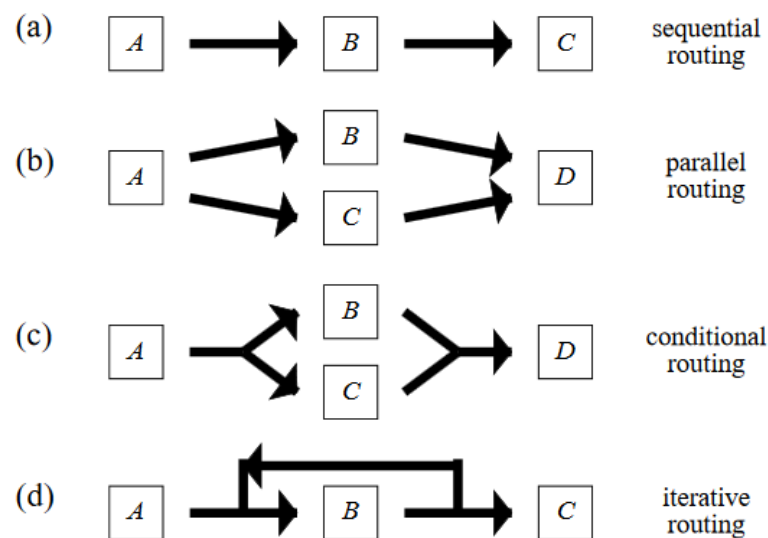 (a) A B C sequential
routing
B
(b) A D parallel
routing
C
B
(c) A D conditional
routing
C
(d) A B C iterative
routing